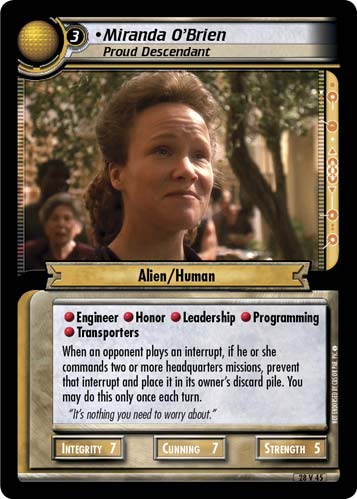 3
•Miranda O'Brien
Proud Descendant
Alien/Human
Engineer Honor Leadership Programming
Transporters
When an opponent plays an interrupt, if he or she
commands two or more headquarters missions, prevent
that interrupt and place it in its owner's discard pile. You
may do this only once each turn.
"It's nothing you need to worry about."
INTEGRITY 7 CUNNING 7 STRENGTH 5
28 V 45